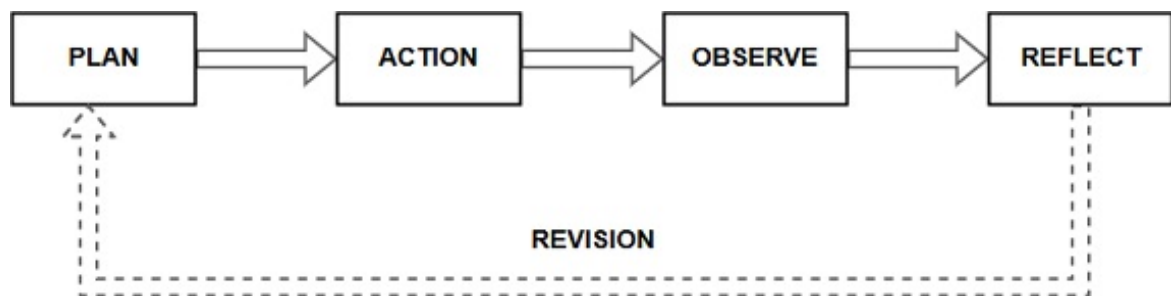 PLAN
ACTION
OBSERVE
REFLECT
REVISION